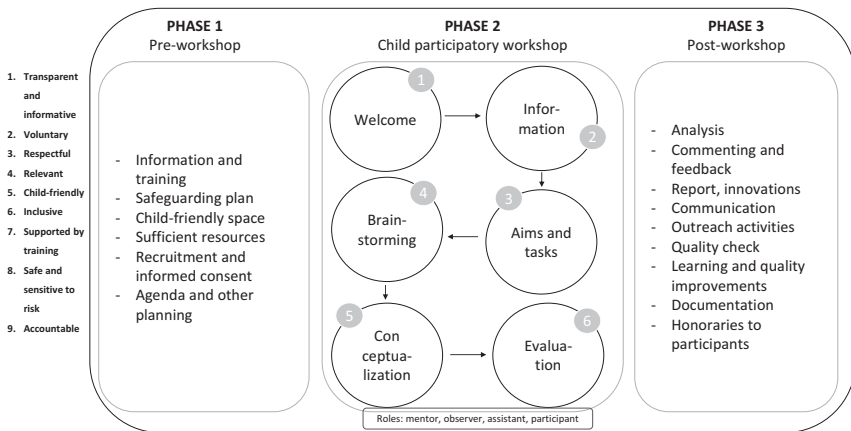 PHASE 1
Pre-workshop
PHASE 2
Child participatory workshop
PHASE 3
Post-workshop
1. Transparent
and
informative
2. Voluntary
3. Respectful
4. Relevant
5. Child-friendly
6. Inclusive
7. Supported by
training
8. Safe and
sensitive to
risk
9. Accountable
- Information and
training
- Safeguarding plan
- Child-friendly space
- Sufficient resources
- Recruitment and
informed consent
- Agenda and other
planning
1
Welcome
Infor-
mation
2
3
Aims and
tasks
4
Brain-
storming
5
Con
ceptua-
lization
6
Evalua-
tion
Roles: mentor, observer, assistant, participant
- Analysis
- Commenting and
feedback
- Report, innovations
- Communication
- Outreach activities
- Quality check
- Learning and quality
improvements
- Documentation
- Honoraries to
participants